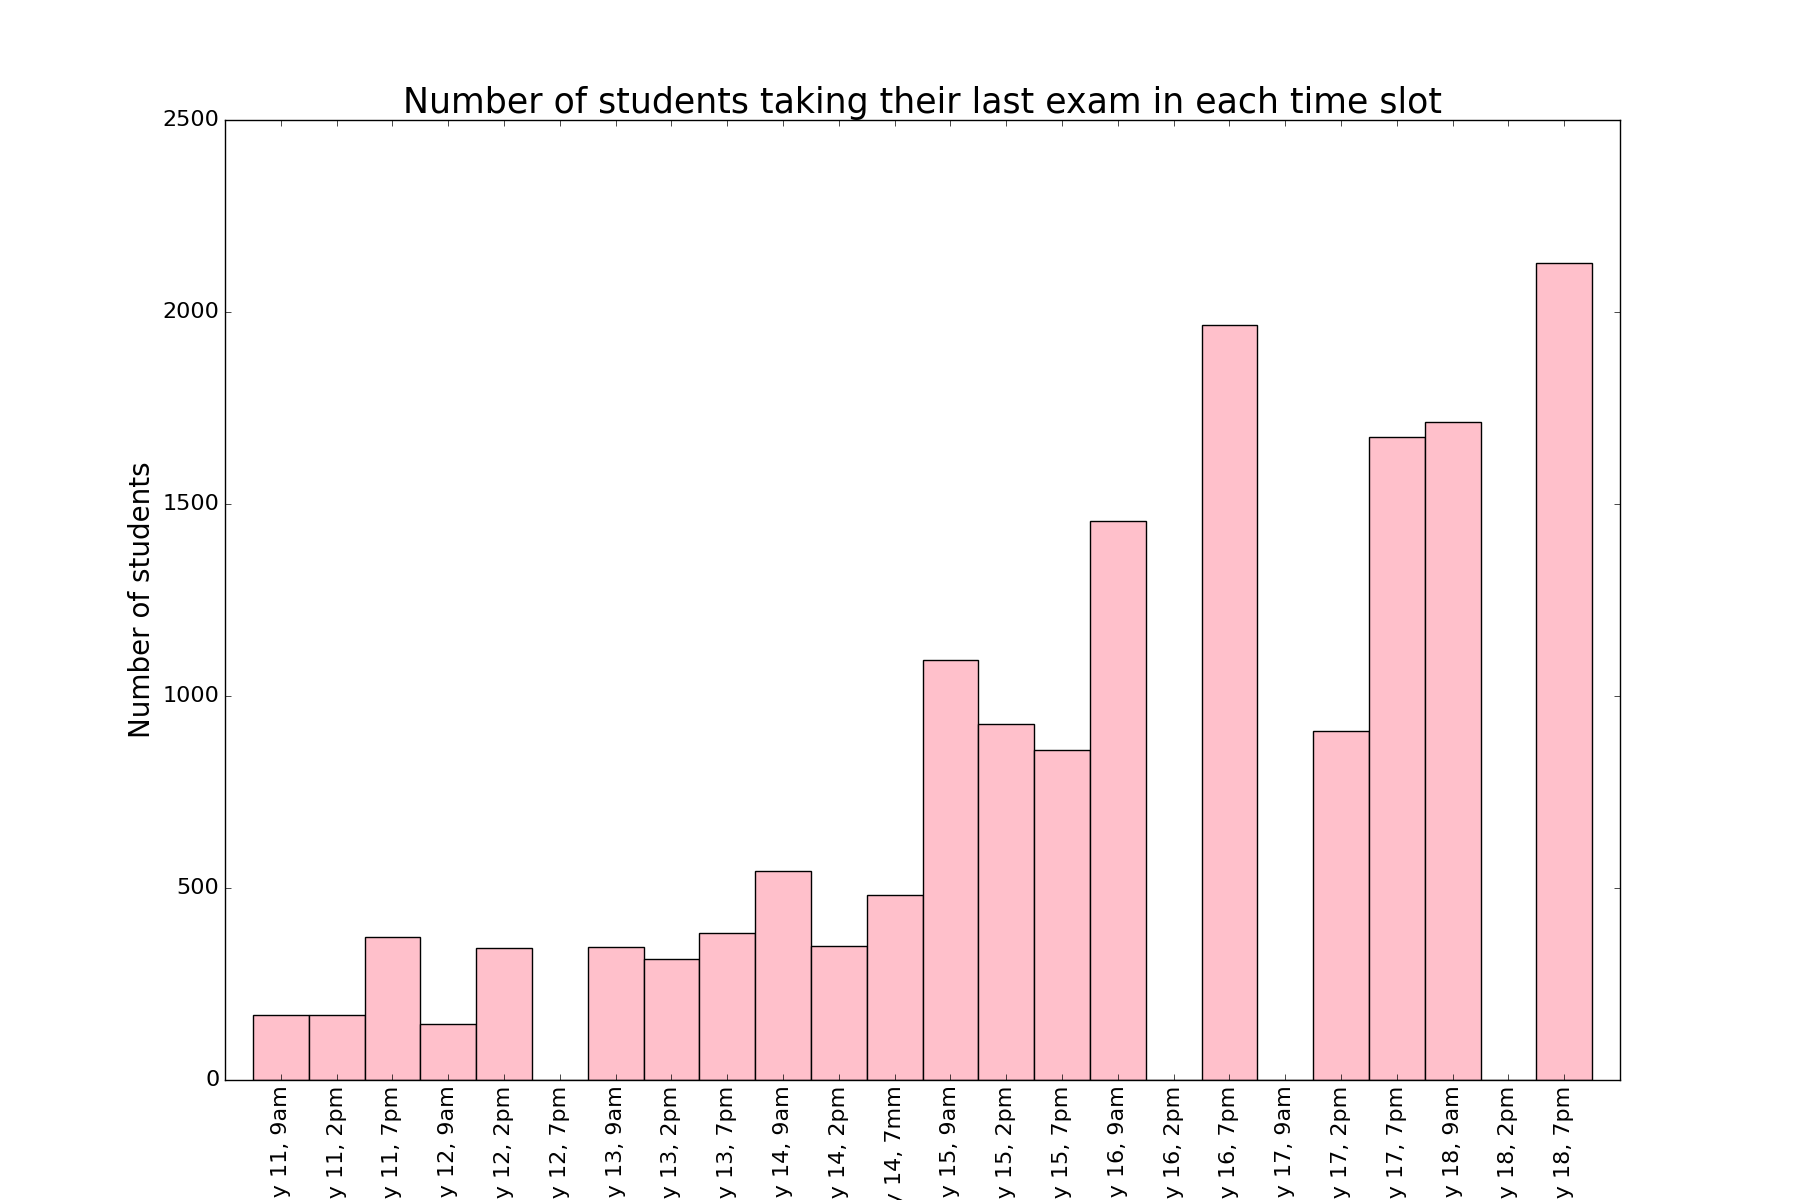 Number of students taking their last exam in each time slot
2500
2000
1500
1000
500
0
Number of students
y 11, 9am
y 11, 2pm
y 11, 7pm
y 12, 9am
y 12, 2pm
y 12, 7pm
y 13, 9am
y 13, 2pm
y 13, 7pm
y 14, 9am
y 14, 2pm
y 14, 7mm
y 15, 9am
y 15, 2pm
y 15, 7pm
y 16, 9am
y 16, 2pm
y 16, 7pm
y 17, 9am
y 17, 2pm
y 17, 7pm
y 18, 9am
y 18, 2pm
y 18, 7pm